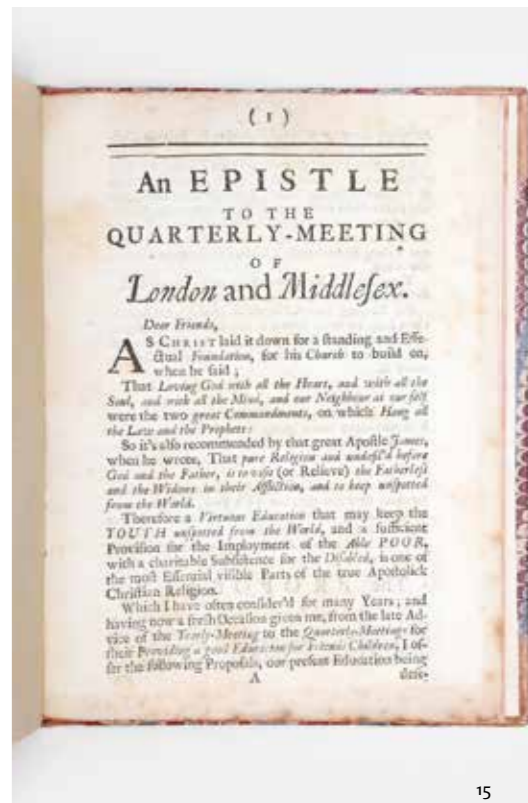 ( 1 )
An EPISTLE
TO THE
QUARTERLY-MEETING
OF
London and Middleſex.
Dear Friends,
AS CHRIST laid it down for a ſtanding and Effe-
ctual Foundation, for his Church to build on,
when he ſaid ;
That Loving God with all the Heart, and with all the
Soul, and with all the Mind, and our Neighbour as our ſelf
were the two great Commandments, on which Hang all
the Law and the Prophets:
So it's alſo recommended by that great Apoſtle James,
when he wrote, That pure Religion and undefil'd before
God and the Father, is to viſit (or Relieve) the Fatherleſs
and the Widows in their Affliction, and to keep unſpotted
from the World.
Therefore a Virtuous Education that may keep the
YOUTH unſpotted from the World, and a ſufficient
Proviſion for the Imployment of the Able POOR,
with a charitable Subſiſtence for the Diſabled, is one of
the moſt Eſſential viſible Parts of the true Apoſtolick
Chriſtian Religion.
Which I have often conſider'd for many Years; and
having now a freſh Occaſion given me, from the late Ad-
vice of the Yearly-Meeting to the Quarterly-Meetings for
their Providing a good Education for Friends Children, I of-
fer the following Propoſals, our preſent Education being
A
15